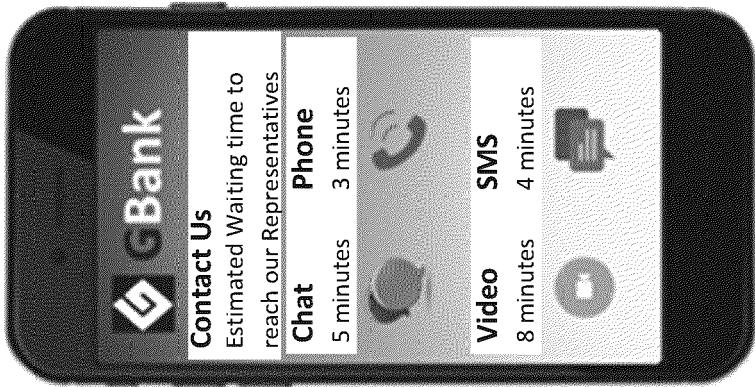 GBank
Contact Us
Estimated Waiting time to
reach our Representatives
Chat Phone
5 minutes 3 minutes
Video SMS
8 minutes 4 minutes